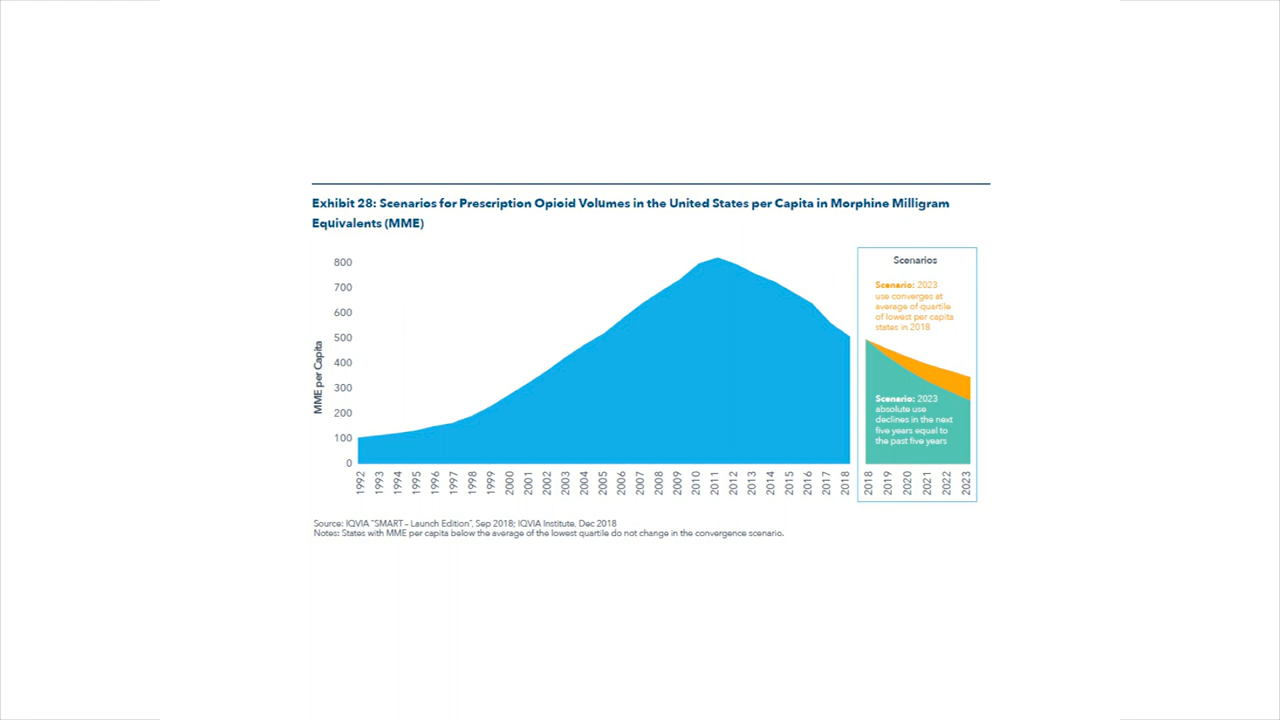 Exhibit 28: Scenarios for Prescription Opioid Volumes in the United States per Capita in Morphine Milligram
Equivalents (MME)
MME per Capita
800
700
600
500
400
300
200
100
0
1992 1993 1994 1995 1996 1997 1998 1999 2000 2001 2002 2003 2004 2005 2006 2007 2008 2009 2010 2011 2012 2013 2014 2015 2016 2017 2018
Scenarios
Scenario: 2023
use converges at
average of quartile
of lowest per capita
states in 2018
Scenario: 2023
absolute use
declines in the next
five years equal to
the past five years
2018 2019 2020 2021 2022 2023
Source: IQVIA "SMART - Launch Edition", Sep 2018; IQVIA Institute, Dec 2018
Notes: States with MME per capita below the average of the lowest quartile do not change in the convergence scenario.